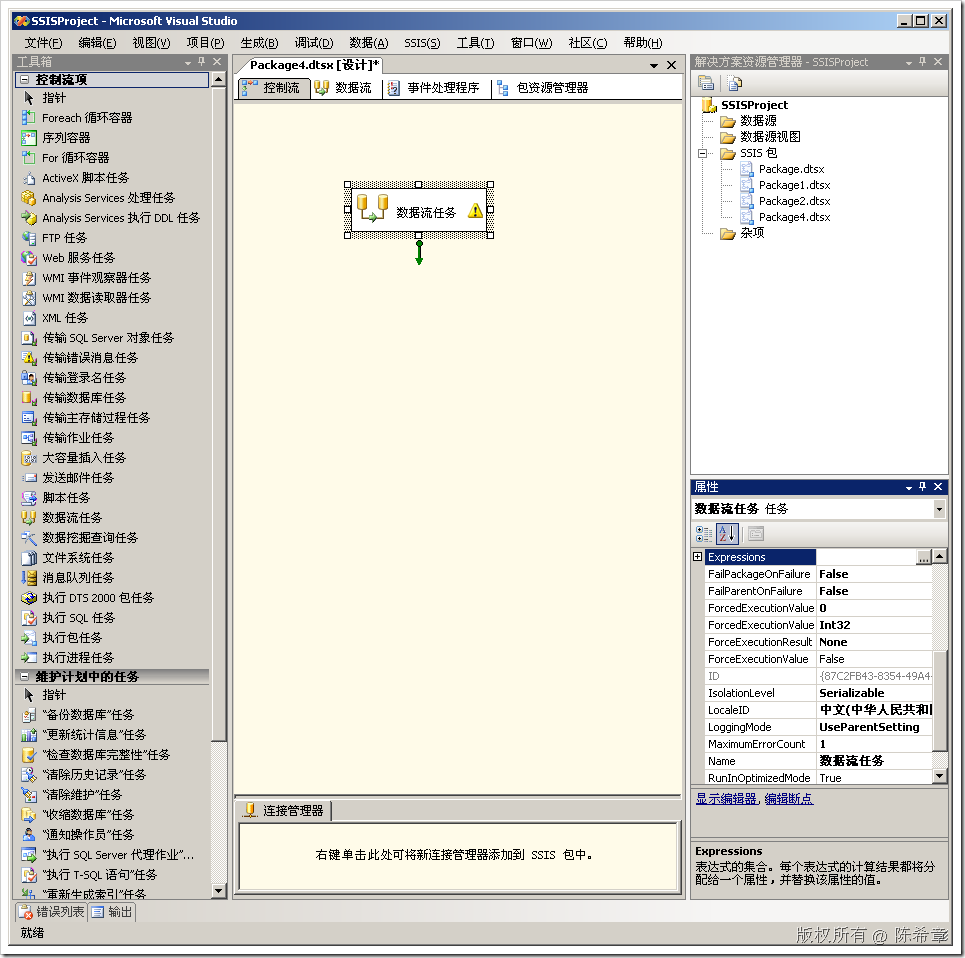 SSISProject - Microsoft Visual Studio
文件(F) 编辑(E) 视图(V) 项目(P) 生成(B) 调试(D) 数据(A) SSIS(S) 工具(T) 窗口(W) 社区(C) 帮助(H)
工具箱
控制流项
指针
Foreach 循环容器
序列容器
For 循环容器
ActiveX 脚本任务
Analysis Services 处理任务
Analysis Services 执行 DDL 任务
FTP 任务
Web 服务任务
WMI 事件观察器任务
WMI 数据读取器任务
XML 任务
传输 SQL Server 对象任务
传输错误消息任务
传输登录名任务
传输数据库任务
传输主存储过程任务
传输作业任务
大容量插入任务
发送邮件任务
脚本任务
数据流任务
数据挖掘查询任务
文件系统任务
消息队列任务
执行 DTS 2000 包任务
执行 SQL 任务
执行包任务
执行进程任务
维护计划中的任务
指针
“备份数据库”任务
“更新统计信息”任务
“检查数据库完整性”任务
“清除历史记录”任务
“清除维护”任务
“收缩数据库”任务
“通知操作员”任务
“执行 SQL Server 代理作业”...
“执行 T-SQL 语句”任务
“重新生成索引”任务
Package4.dtsx [设计]*
控制流 数据流 事件处理程序 包资源管理器
数据流任务
连接管理器
右键单击此处可将新连接管理器添加到 SSIS 包中。
解决方案资源管理器 - SSISProject
SSISProject
数据源
数据源视图
SSIS 包
Package.dtsx
Package1.dtsx
Package2.dtsx
Package4.dtsx
杂项
属性
数据流任务 任务
Expressions
FailPackageOnFailure False
FailParentOnFailure False
ForcedExecutionValue 0
ForcedExecutionValue Int32
ForceExecutionResult None
ForceExecutionValue False
ID {87C2FB43-8354-49A4-
IsolationLevel Serializable
LocaleID 中文(中华人民共和
LoggingMode UseParentSetting
MaximumErrorCount 1
Name 数据流任务
RunInOptimizedMode True
显示编辑器, 编辑断点
Expressions
表达式的集合。每个表达式的计算结果都将分
配给一个属性，并替换该属性的值。
错误列表 输出
就绪
版权所有 @ 陈希章